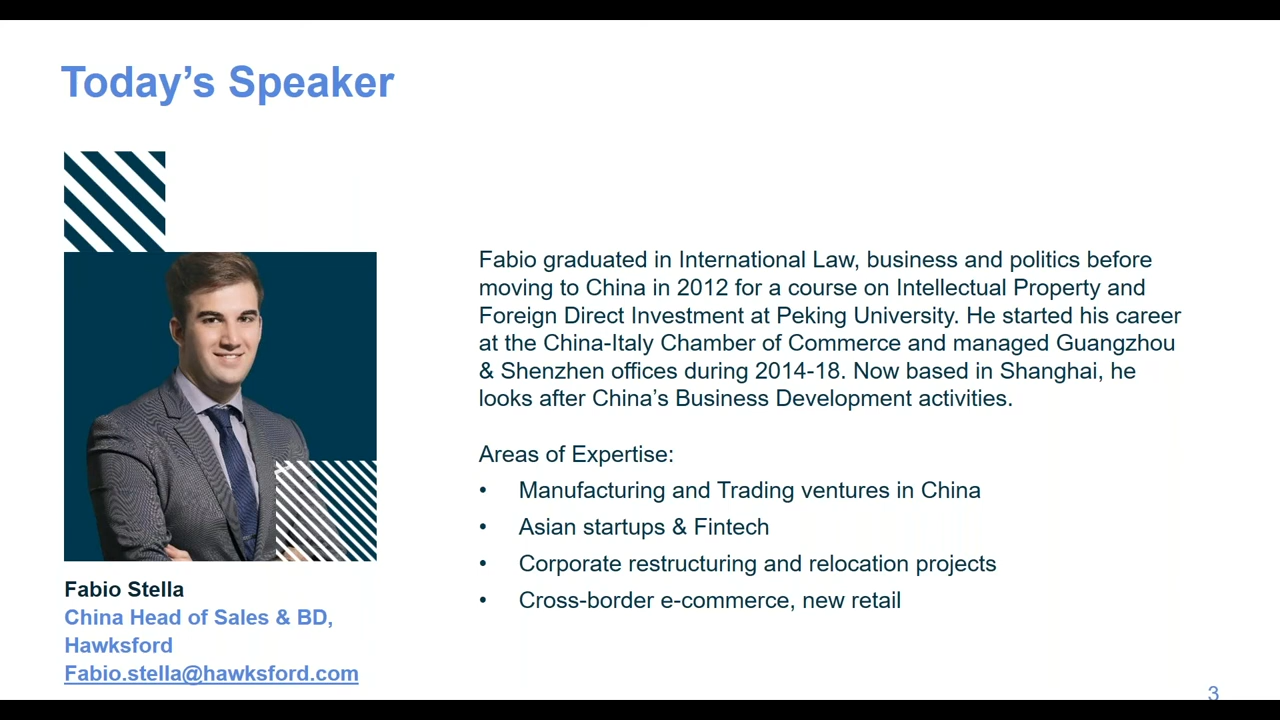 Today’s Speaker
Fabio graduated in International Law, business and politics before
moving to China in 2012 for a course on Intellectual Property and
Foreign Direct Investment at Peking University. He started his career
at the China-Italy Chamber of Commerce and managed Guangzhou
& Shenzhen offices during 2014-18. Now based in Shanghai, he
looks after China’s Business Development activities.
Areas of Expertise:
• Manufacturing and Trading ventures in China
• Asian startups & Fintech
• Corporate restructuring and relocation projects
• Cross-border e-commerce, new retail
Fabio Stella
China Head of Sales & BD,
Hawksford
Fabio.stella@hawksford.com
3